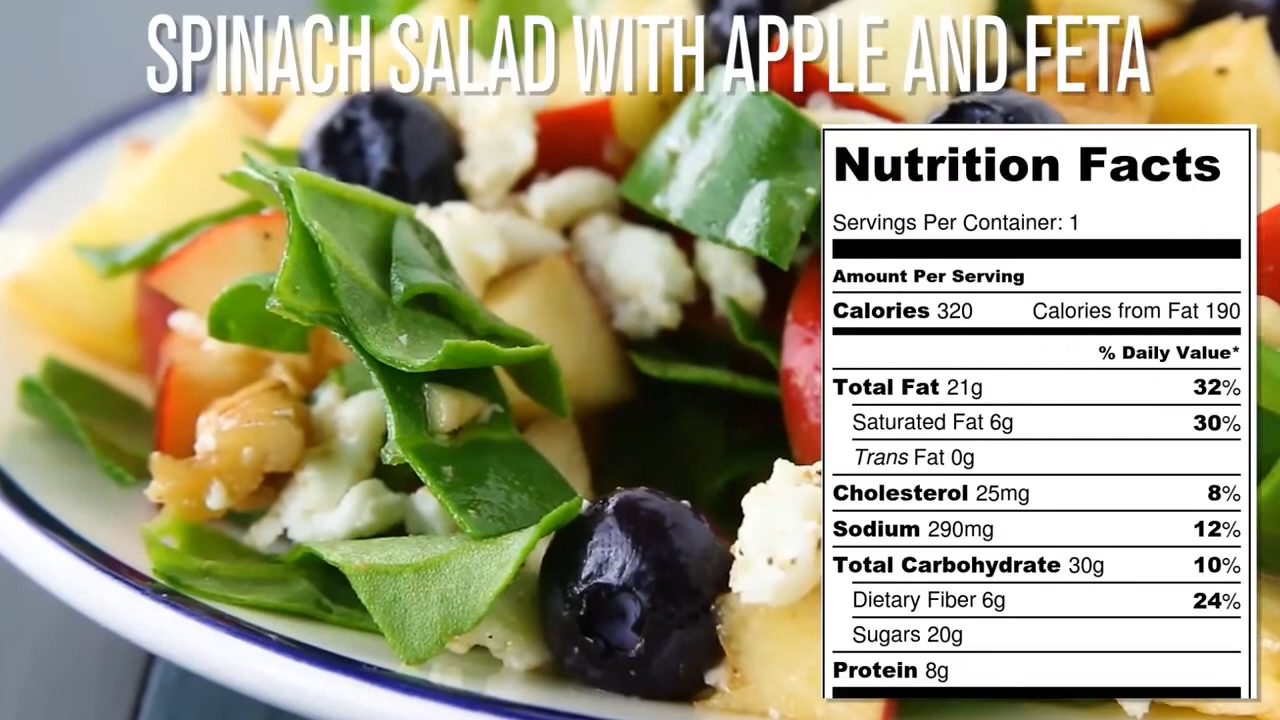 SPINACH SALAD WITH APPLE AND FETA
Nutrition Facts
Servings Per Container: 1
Amount Per Serving
Calories 320 Calories from Fat 190
% Daily Value*
Total Fat 21g 32%
Saturated Fat 6g 30%
Trans Fat 0g
Cholesterol 25mg 8%
Sodium 290mg 12%
Total Carbohydrate 30g 10%
Dietary Fiber 6g 24%
Sugars 20g
Protein 8g